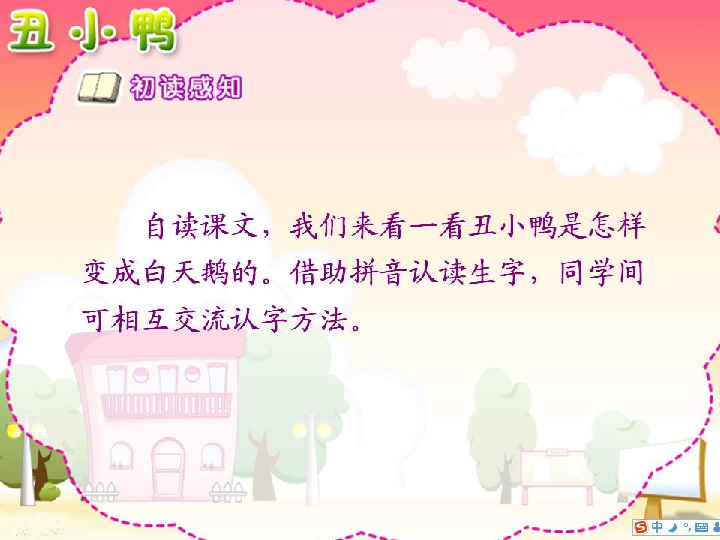 丑小鸭
初读感知
自读课文，我们来看一看丑小鸭是怎样
变成白天鹅的。借助拼音认读生字，同学间
可相互交流认字方法。
中